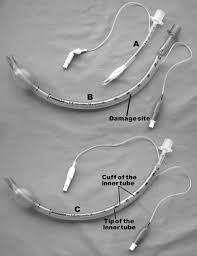 A
B
Damage site
Cuff of the
inner tube
C
Tip of the
inner tube